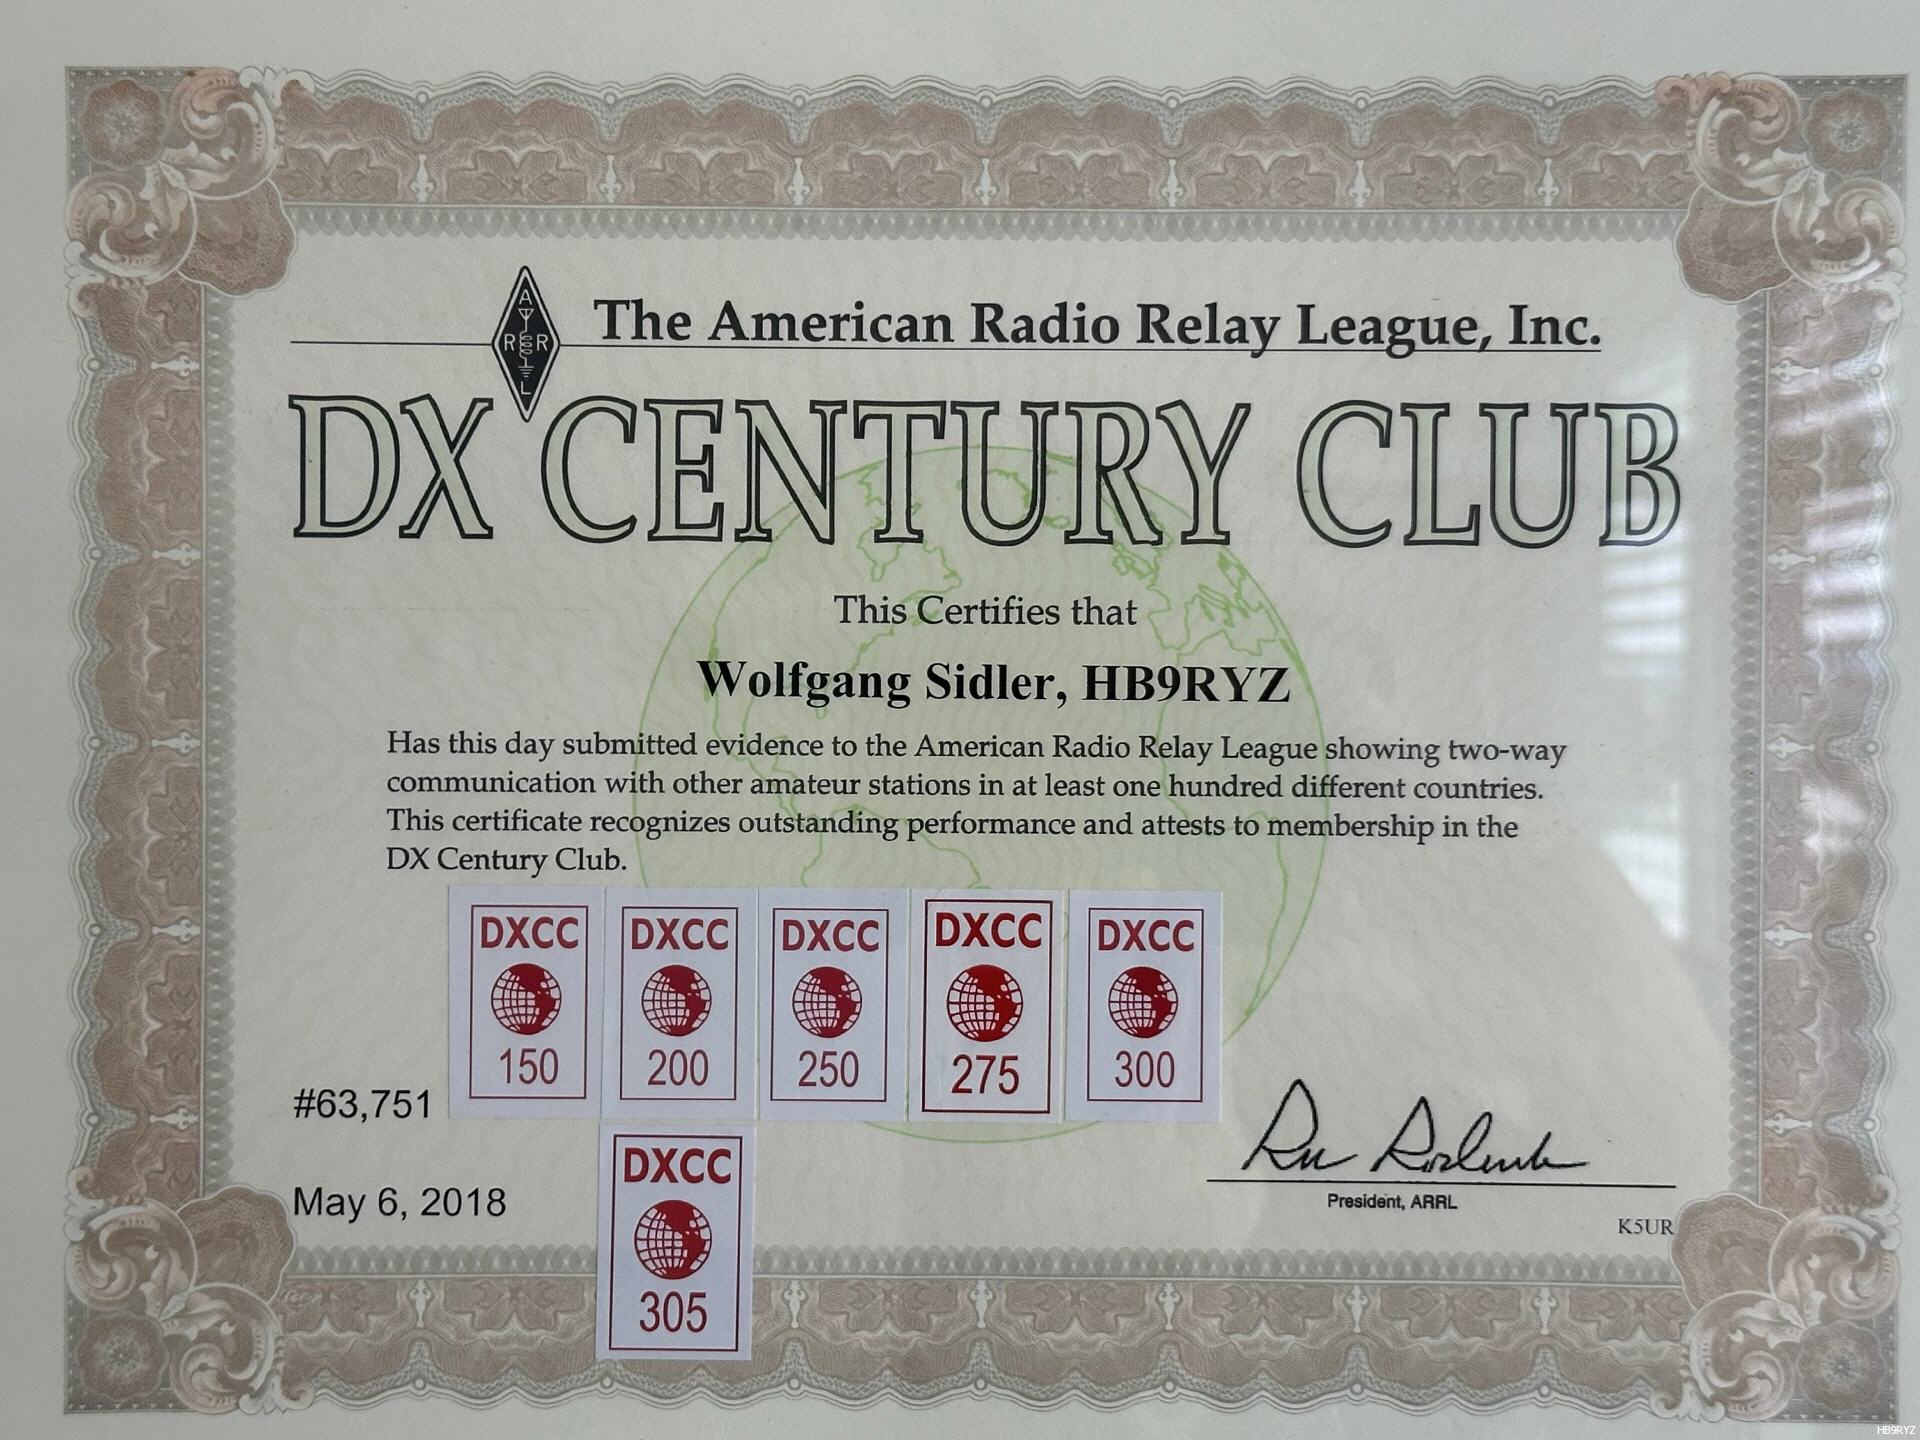 A
R R
L
The American Radio Relay League, Inc.
DX CENTURY CLUB
This Certifies that
Wolfgang Sidler, HB9RYZ
Has this day submitted evidence to the American Radio Relay League showing two-way
communication with other amateur stations in at least one hundred different countries.
This certificate recognizes outstanding performance and attests to membership in the
DX Century Club.
DXCC
150
DXCC
200
DXCC
250
DXCC
275
DXCC
300
#63,751
DXCC
305
May 6, 2018
President, ARRL
K5UR
HB9RYZ